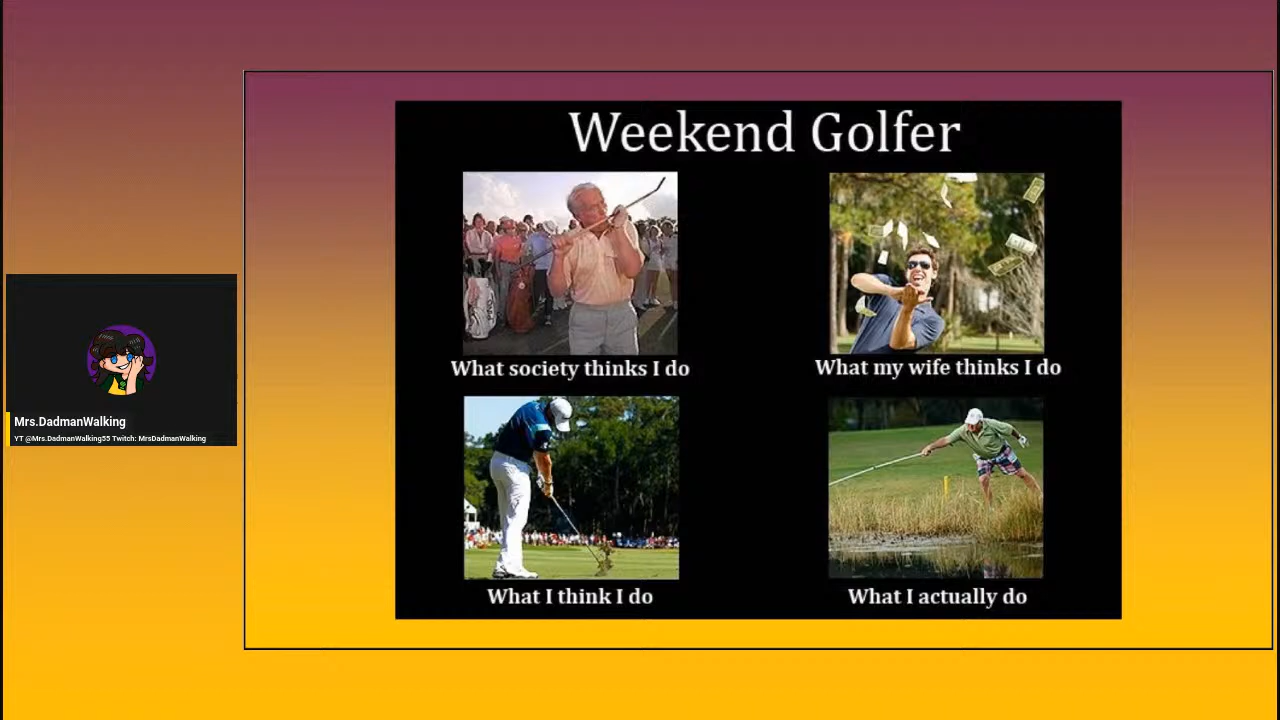 Weekend Golfer
What society thinks I do
What my wife thinks I do
What I think I do
What I actually do
Mrs.DadmanWalking
YT @Mrs.DadmanWalking55 Twitch: MrsDadmanWalking